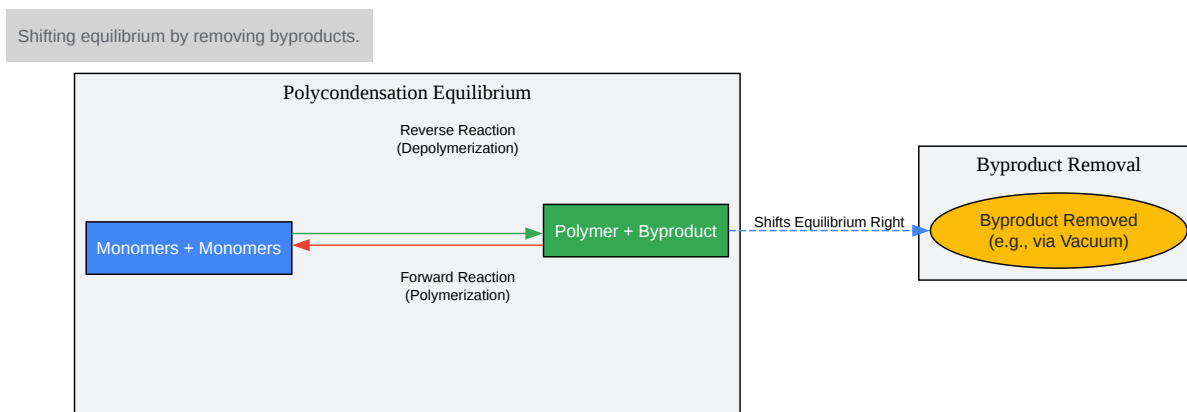 Shifting equilibrium by removing byproducts.
Polycondensation Equilibrium
Reverse Reaction
(Depolymerization)
Monomers + Monomers
Polymer + Byproduct
Forward Reaction
(Polymerization)
Shifts Equilibrium Right
Byproduct Removal
Byproduct Removed
(e.g., via Vacuum)